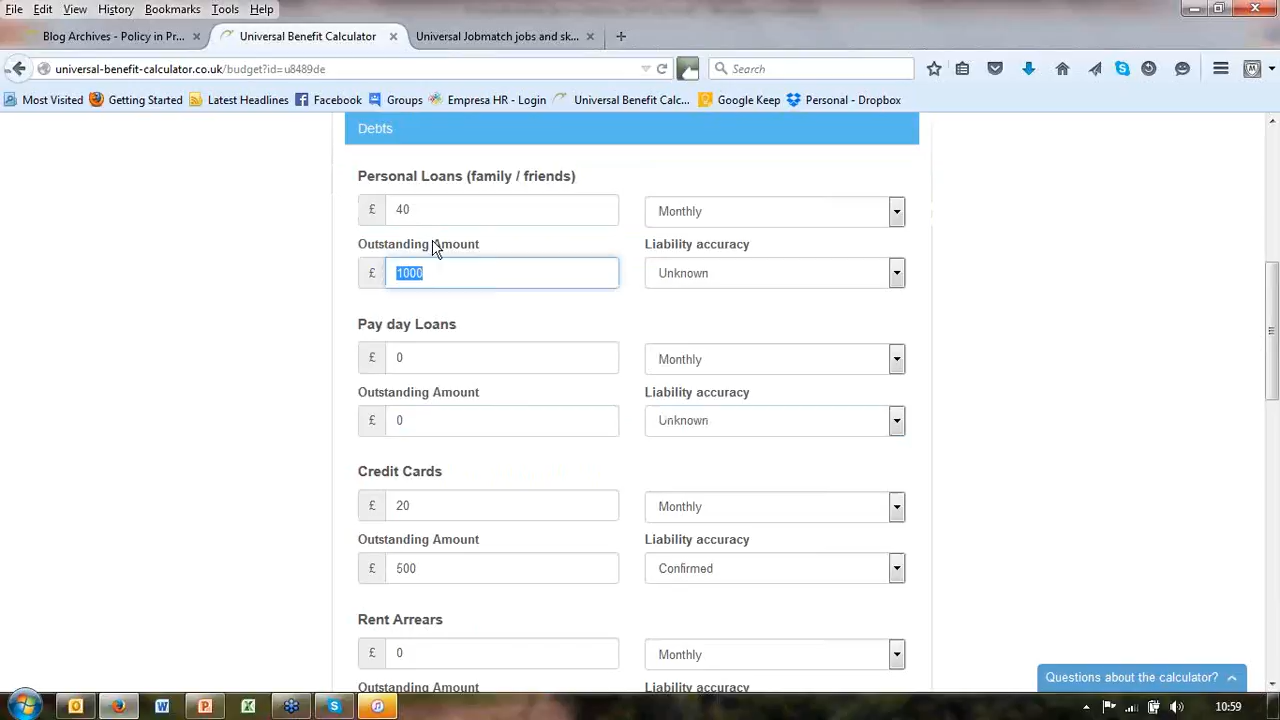 File Edit View History Bookmarks Tools Help
Blog Archives - Policy in Pr... × Universal Benefit Calculator × Universal Jobmatch jobs and sk... × +
universal-benefit-calculator.co.uk/budget?id=u8489de Search
Most Visited Getting Started Latest Headlines Facebook Groups Empresa HR - Login Universal Benefit Calc... Google Keep Personal - Dropbox
Debts
Personal Loans (family / friends)
£ 40 Monthly
Outstanding Amount Liability accuracy
£ 1000 Unknown
Pay day Loans
£ 0 Monthly
Outstanding Amount Liability accuracy
£ 0 Unknown
Credit Cards
£ 20 Monthly
Outstanding Amount Liability accuracy
£ 500 Confirmed
Rent Arrears
£ 0 Monthly
Outstanding Amount Liability accuracy
Questions about the calculator?
10:59